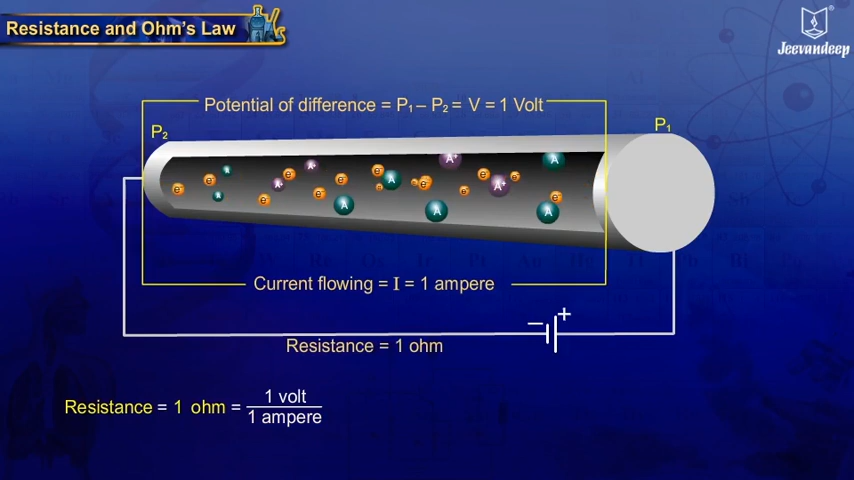 Resistance and Ohm's Law
Jeevandeep®
Potential of difference = P₁ – P₂ = V = 1 Volt
P₂
P₁
e⁻ e⁻ A A e⁻ e⁻ A⁺ A⁺ e⁻ e⁻ A e⁻ e⁻ A e⁻ e⁻ A A⁺ e⁻ e⁻ A⁺ e⁻ A e⁻ A
Current flowing = I = 1 ampere
– +
Resistance = 1 ohm
Resistance = 1 ohm = 1 volt
1 ampere